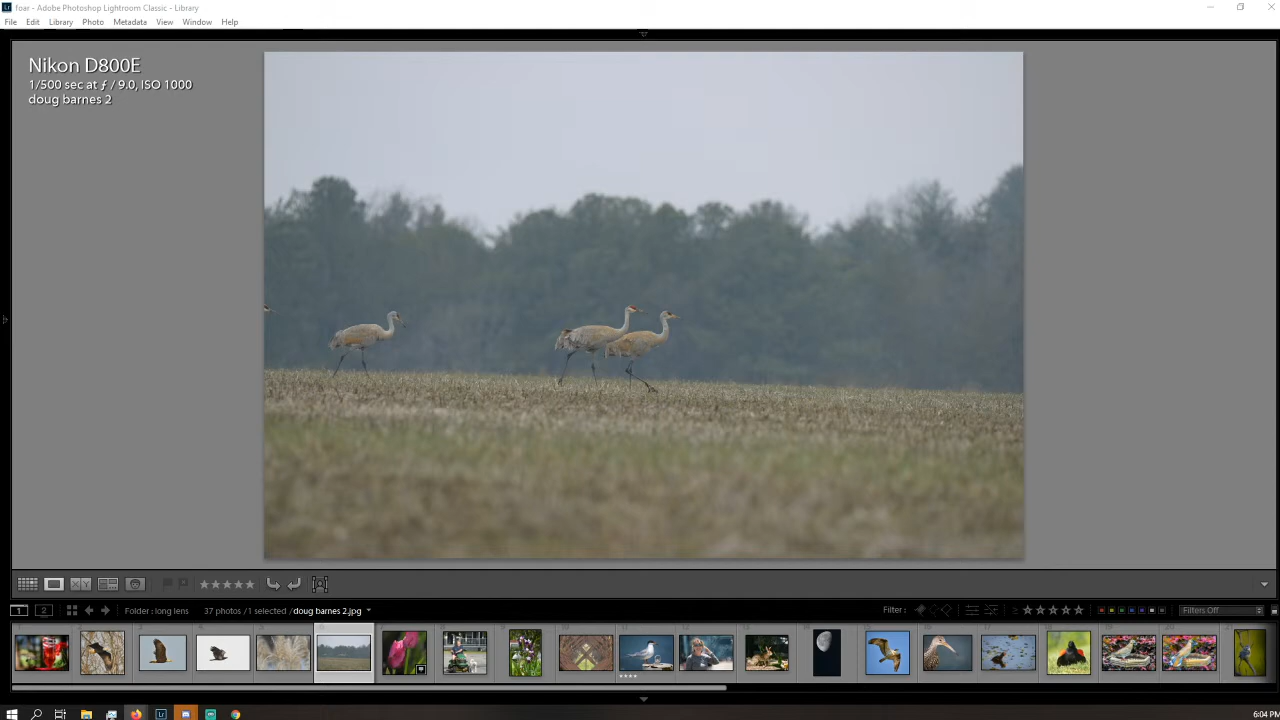 foar - Adobe Photoshop Lightroom Classic - Library
File Edit Library Photo Metadata View Window Help
Nikon D800E
1/500 sec at ƒ / 9.0, ISO 1000
doug barnes 2
1 2 Folder : long lens 37 photos / 1 selected / doug barnes 2.jpg Filter : Filters Off
6:04 PM